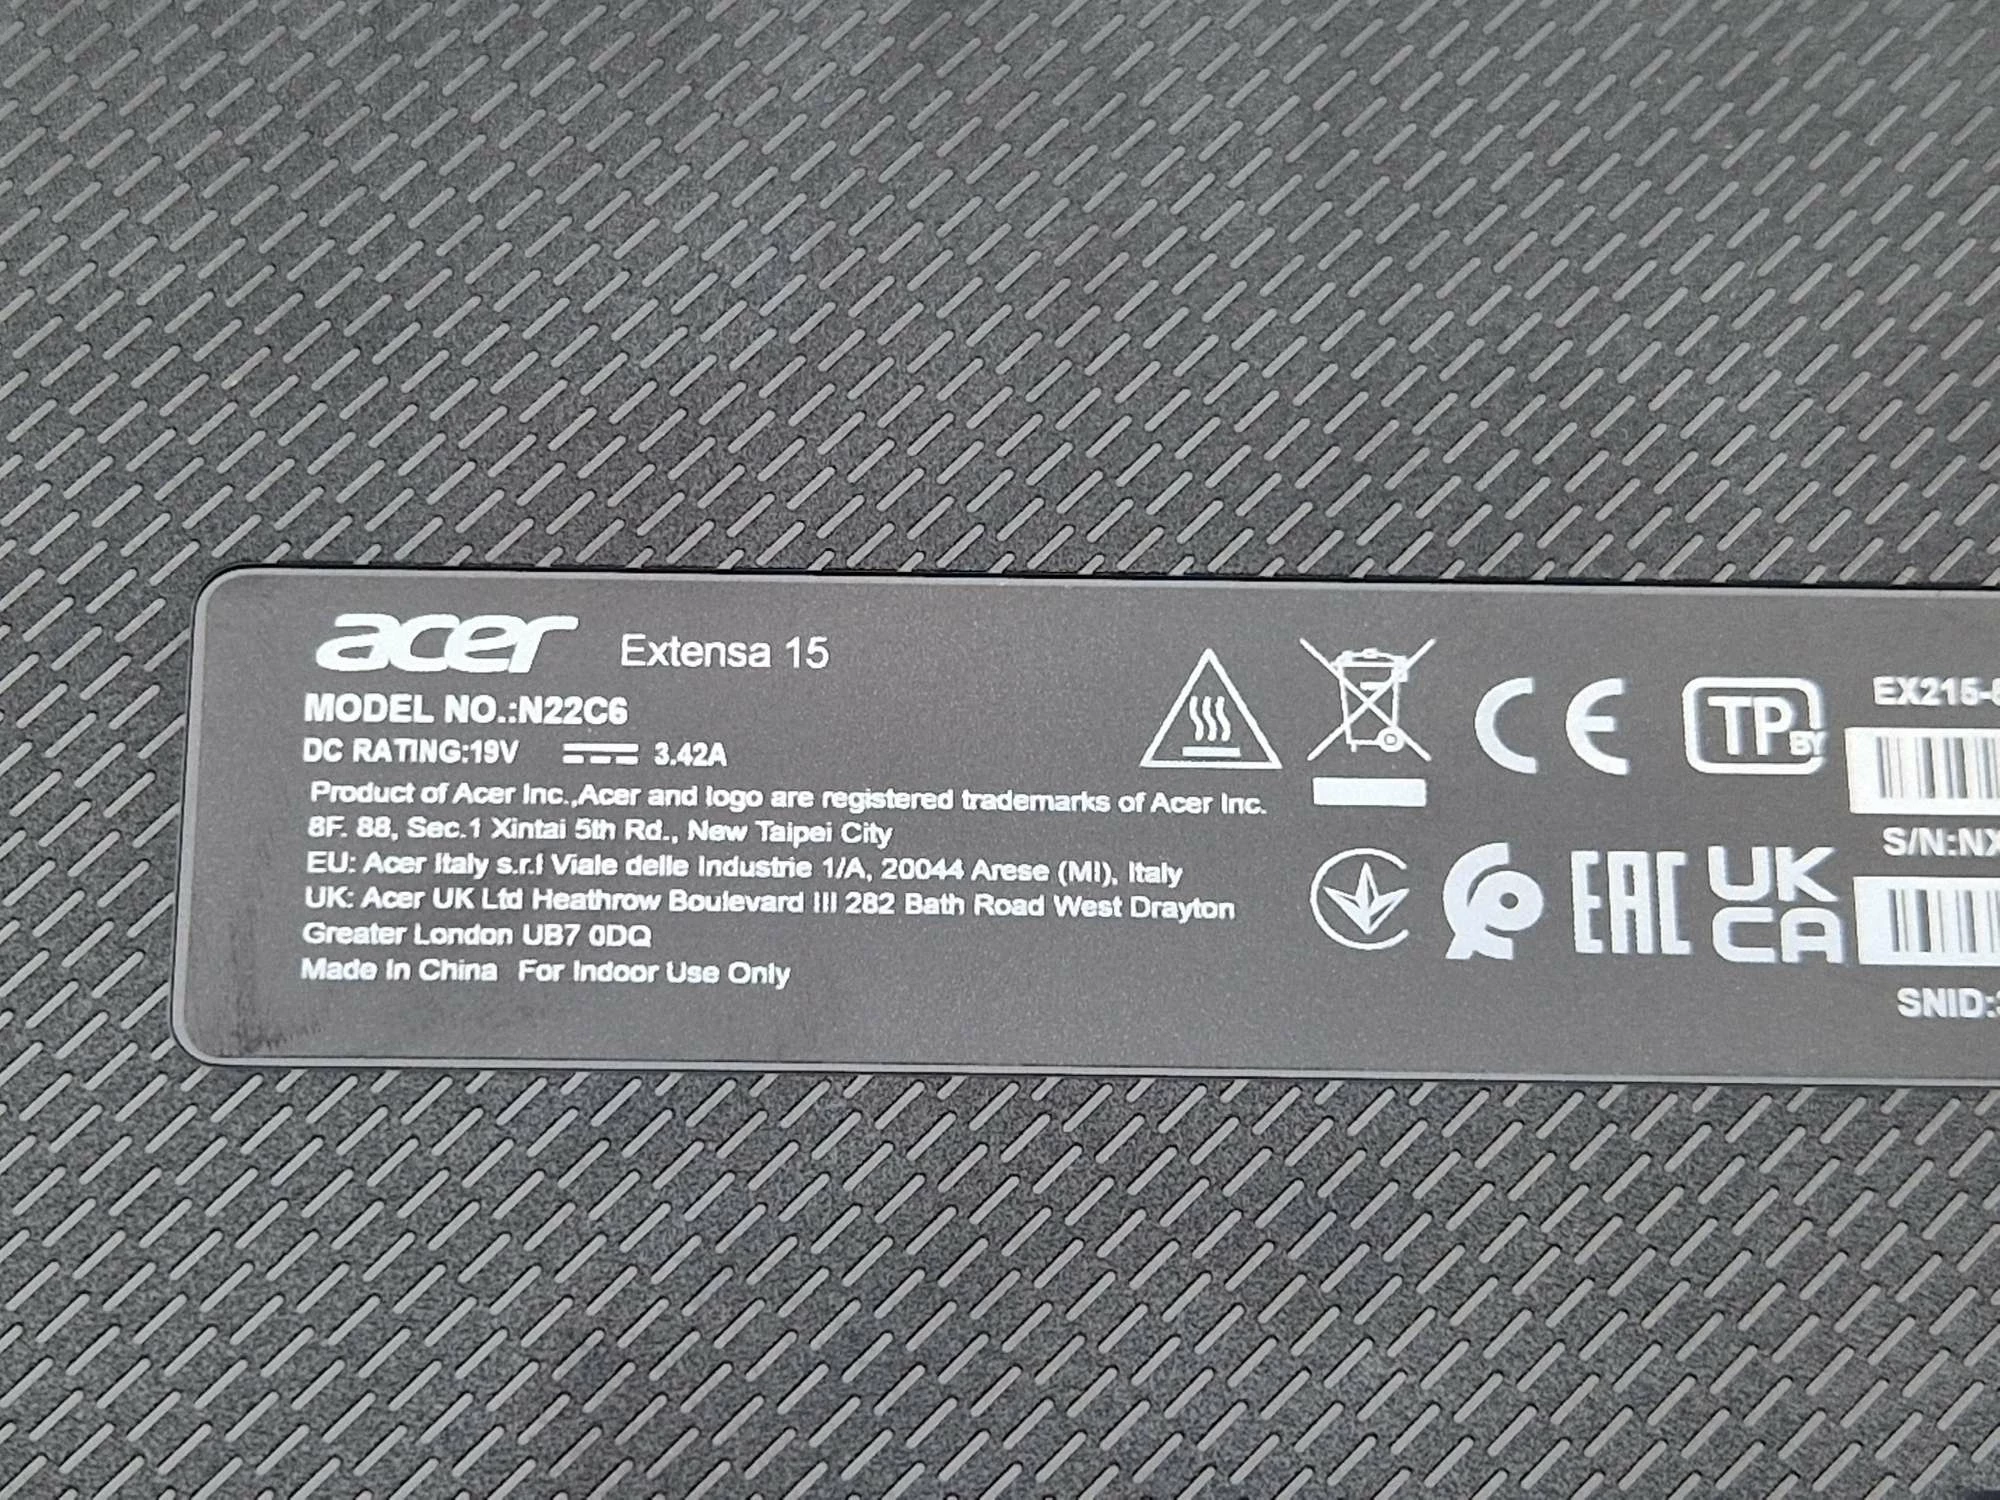 acer Extensa 15
MODEL NO.:N22C6
DC RATING:19V 3.42A
Product of Acer Inc.,Acer and logo are registered trademarks of Acer Inc.
8F. 88, Sec.1 Xintai 5th Rd., New Taipei City
EU: Acer Italy s.r.l Viale delle Industrie 1/A, 20044 Arese (MI), Italy
UK: Acer UK Ltd Heathrow Boulevard III 282 Bath Road West Drayton
Greater London UB7 0DQ
Made in China For Indoor Use Only
CE
TP BY
EAC
UK
CA
EX215-
S/N:NX
SNID: